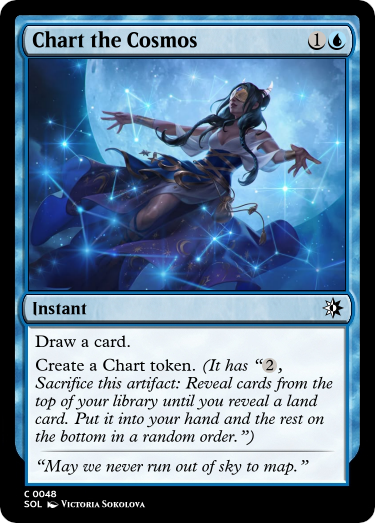 Chart the Cosmos 1
Instant
Draw a card.
Create a Chart token. (It has “2,
Sacrifice this artifact: Reveal cards from the
top of your library until you reveal a land
card. Put it into your hand and the rest on
the bottom in a random order.”)
“May we never run out of sky to map.”
C 0048
SOL Victoria Sokolova